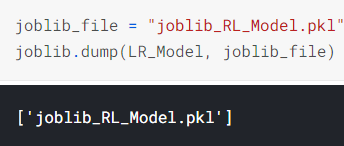 joblib_file = "joblib_RL_Model.pkl"
joblib.dump(LR_Model, joblib_file)
['joblib_RL_Model.pkl']